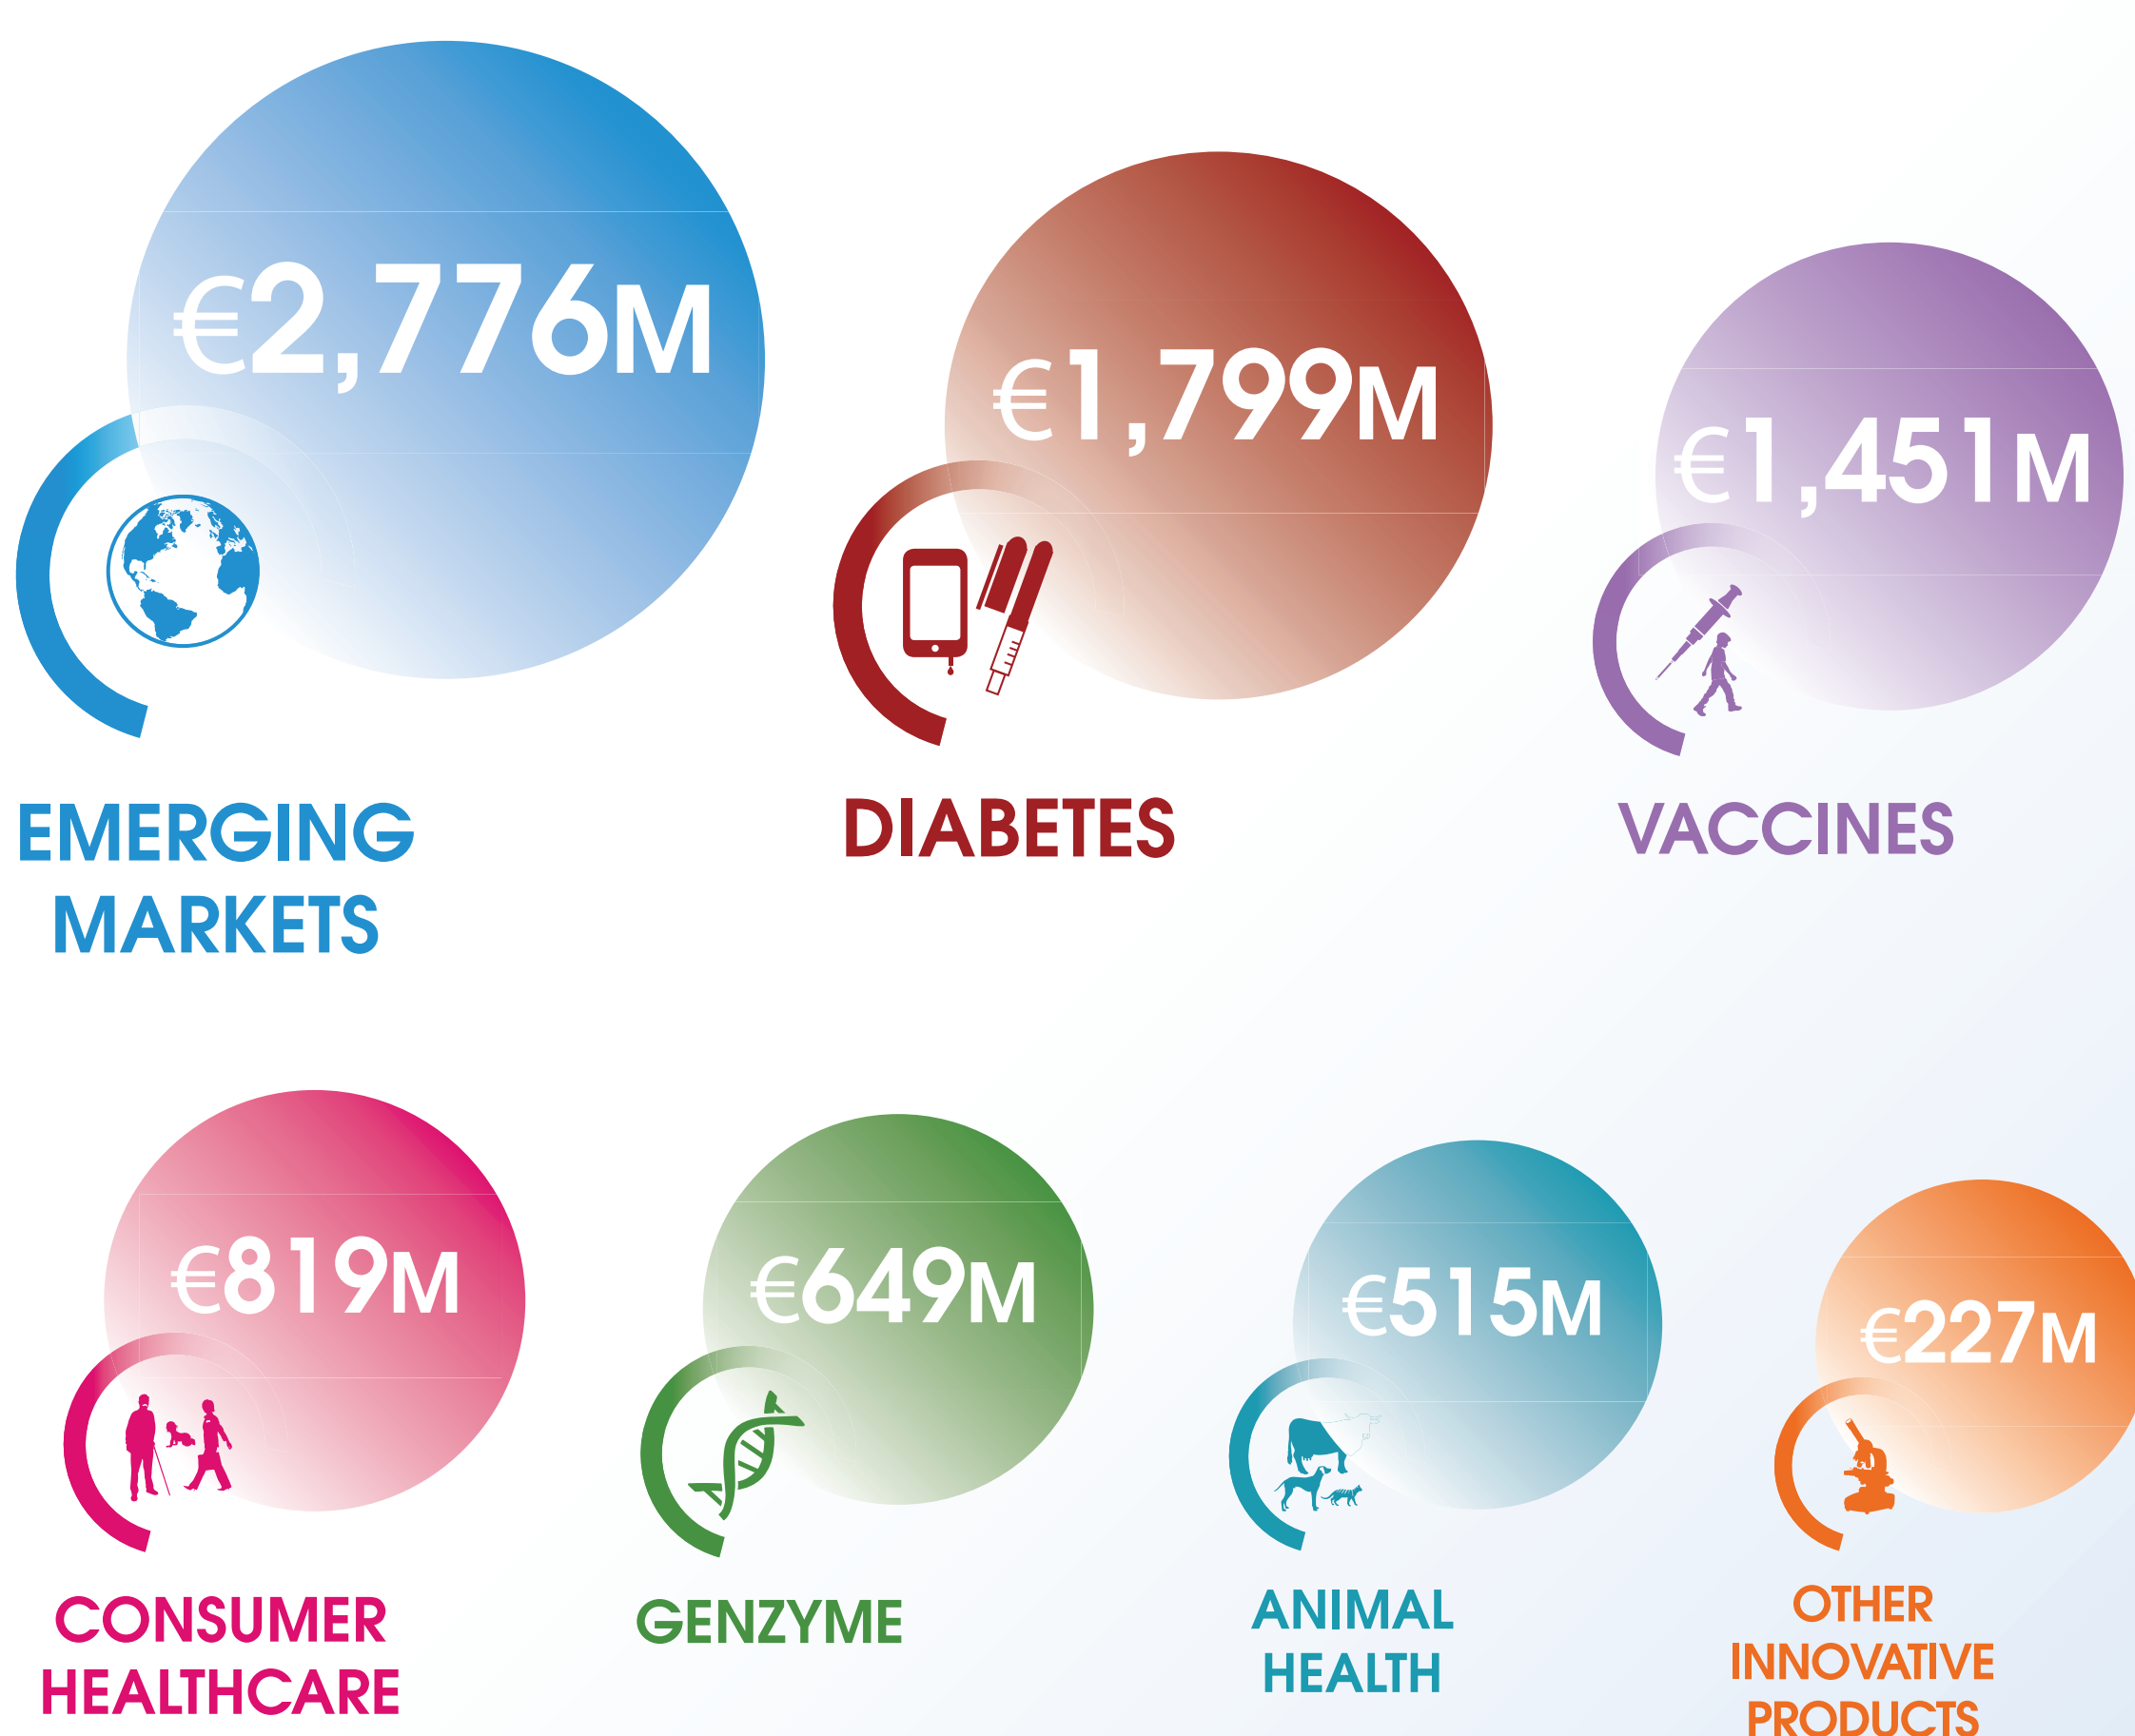 €2,776M
EMERGING
MARKETS
€1,799M
DIABETES
€1,451M
VACCINES
€819M
CONSUMER
HEALTHCARE
€649M
GENZYME
€515M
ANIMAL
HEALTH
€227M
OTHER
INNOVATIVE
PRODUCTS